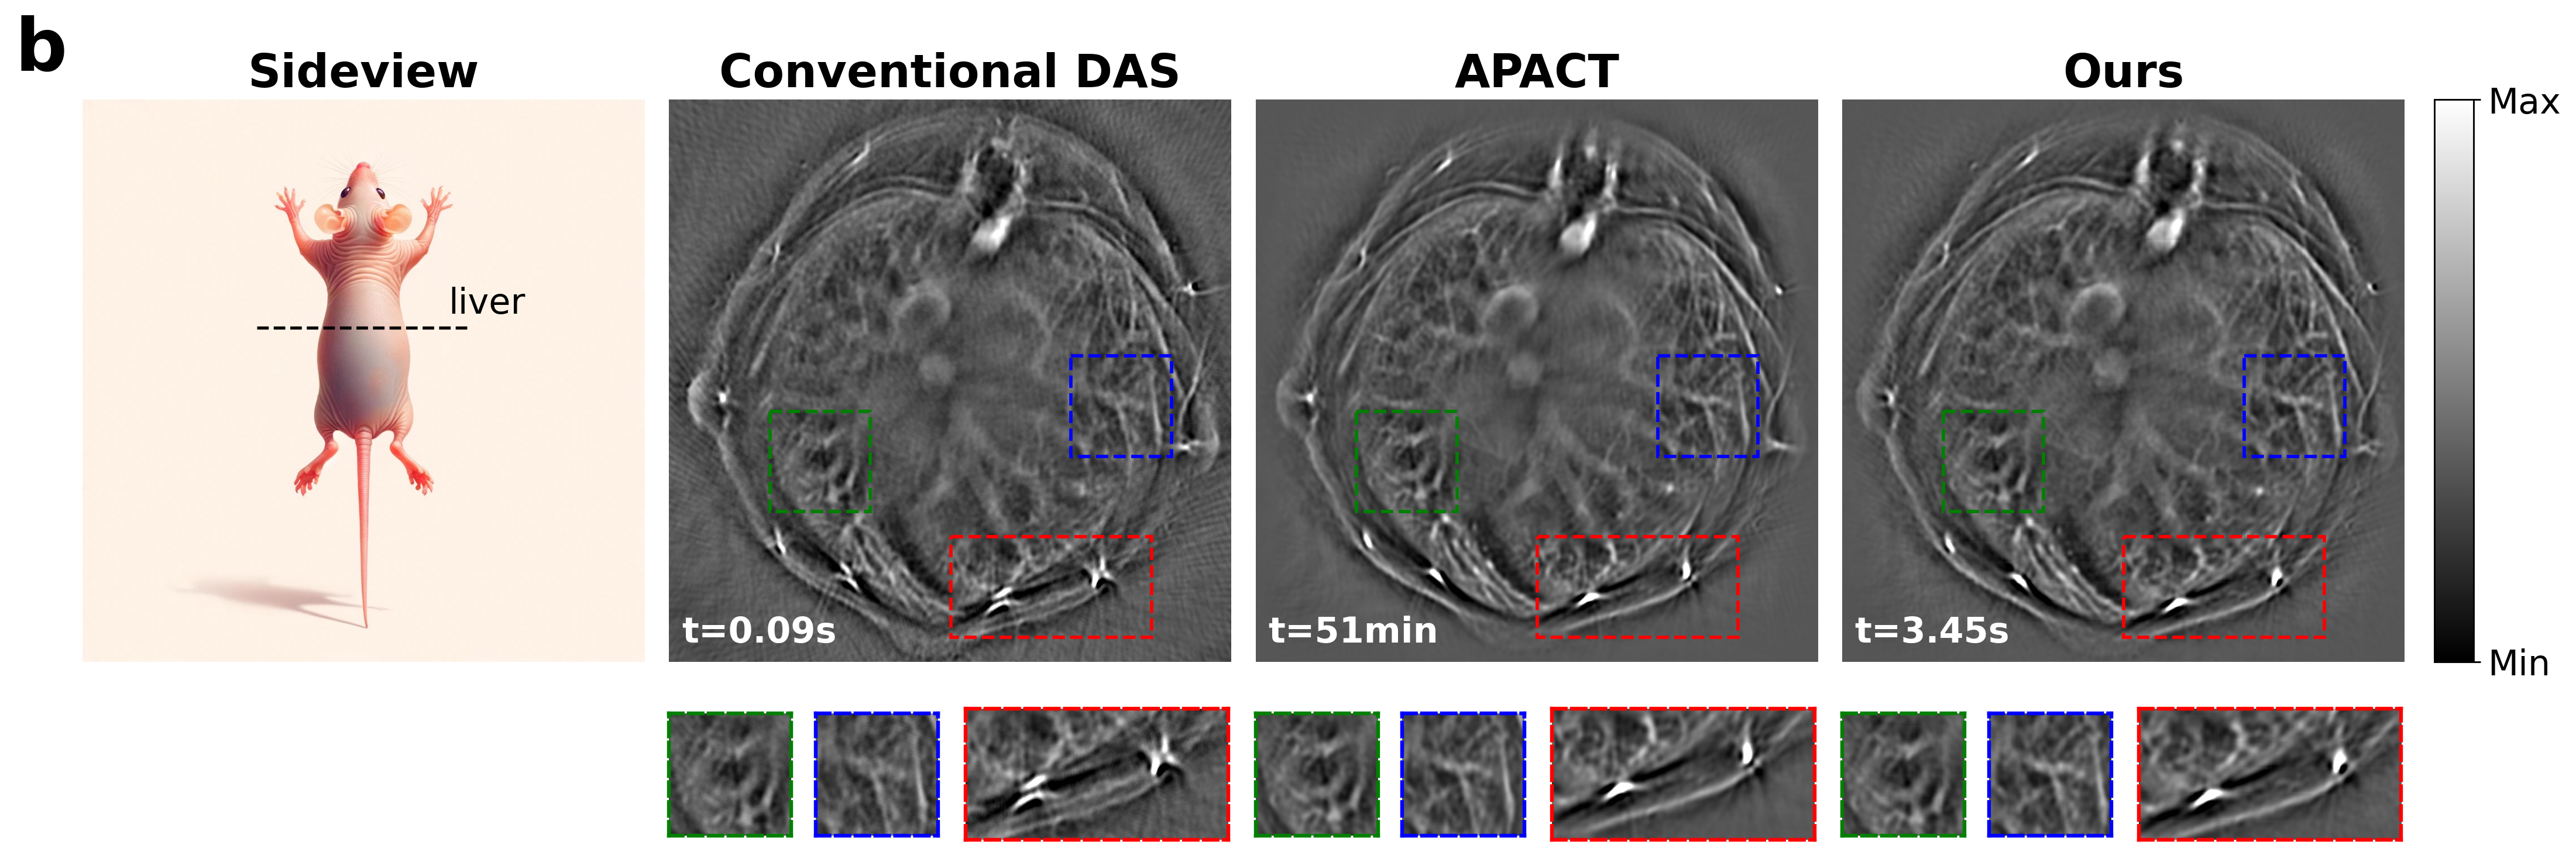 b
Sideview
Conventional DAS
APACT
Ours
Max
liver
t=0.09s
t=51min
t=3.45s
Min